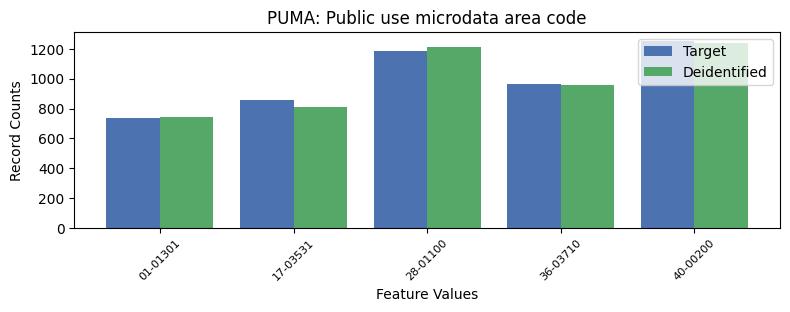 PUMA: Public use microdata area code
Target
Deidentified
1200
1000
800
600
400
200
0
Record Counts
01-01301
17-03531
28-01100
36-03710
40-00200
Feature Values